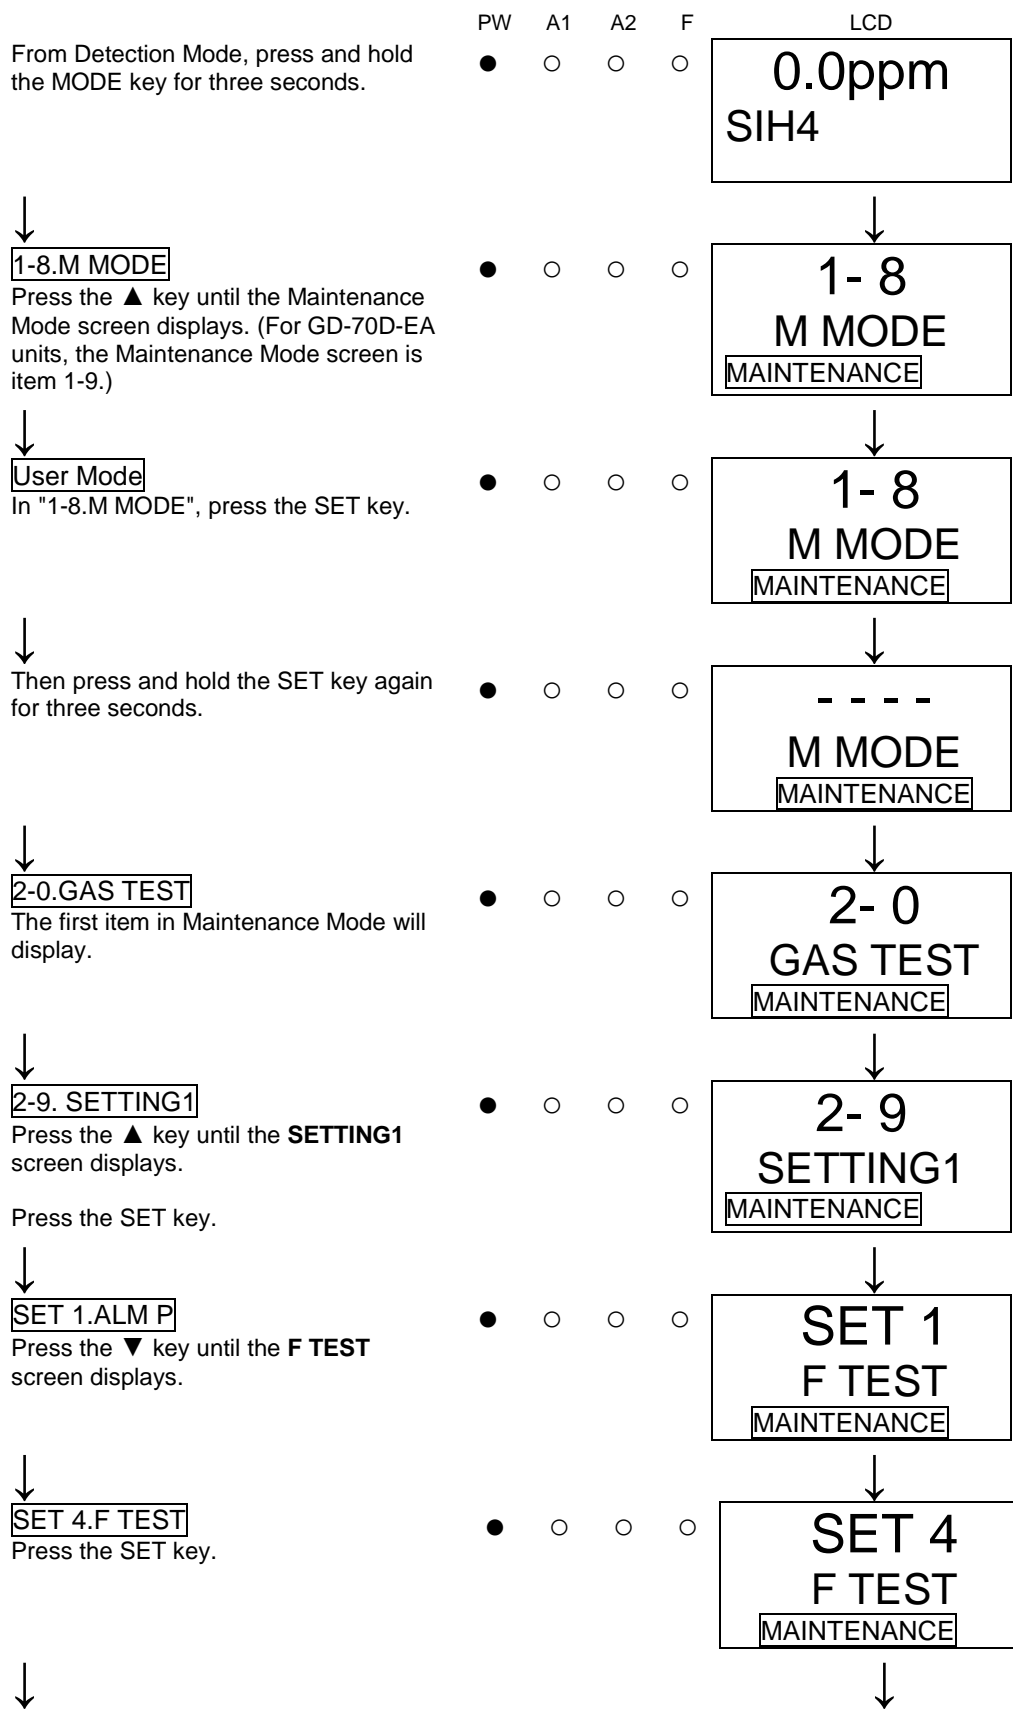 PW A1 A2 F LCD
From Detection Mode, press and hold
the MODE key for three seconds.
● ○ ○ ○
0.0ppm
SIH4
↓ ↓
1-8.M MODE
Press the ▲ key until the Maintenance
Mode screen displays. (For GD-70D-EA
units, the Maintenance Mode screen is
item 1-9.)
● ○ ○ ○
1- 8
M MODE
MAINTENANCE
↓ ↓
User Mode
In "1-8.M MODE", press the SET key.
● ○ ○ ○
1- 8
M MODE
MAINTENANCE
↓ ↓
Then press and hold the SET key again
for three seconds.
● ○ ○ ○
- - - -
M MODE
MAINTENANCE
↓ ↓
2-0.GAS TEST
The first item in Maintenance Mode will
display.
● ○ ○ ○
2- 0
GAS TEST
MAINTENANCE
↓ ↓
2-9. SETTING1
Press the ▲ key until the SETTING1
screen displays.
Press the SET key.
● ○ ○ ○
2- 9
SETTING1
MAINTENANCE
↓ ↓
SET 1.ALM P
Press the ▼ key until the F TEST
screen displays.
● ○ ○ ○
SET 1
F TEST
MAINTENANCE
↓ ↓
SET 4.F TEST
Press the SET key.
● ○ ○ ○
SET 4
F TEST
MAINTENANCE
↓ ↓